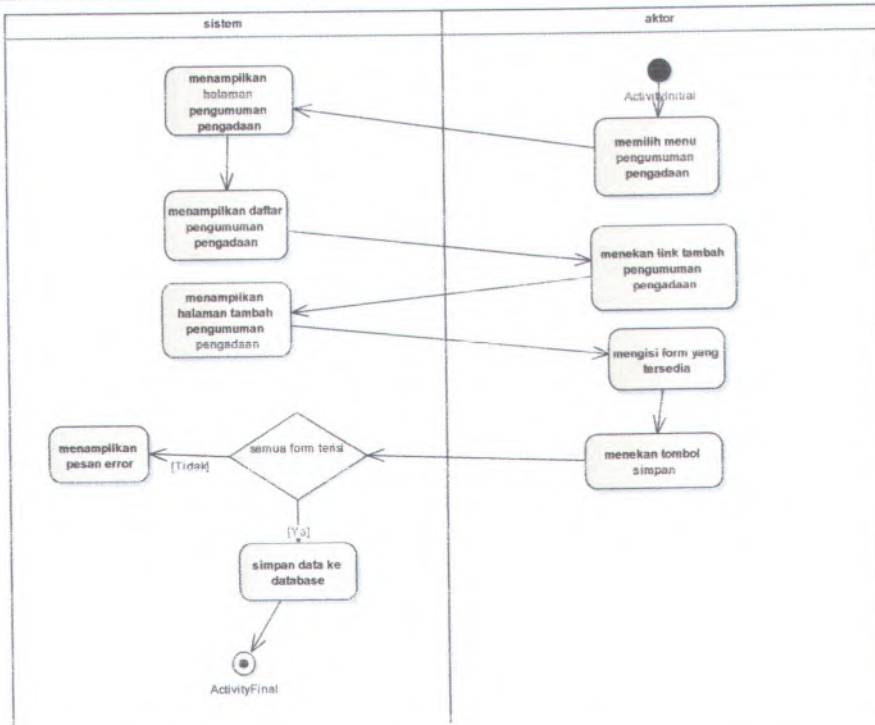 sistem
aktor
ActivityInitial
memilih menu
pengumuman
pengadaan
menampilkan
halaman
pengumuman
pengadaan
menampilkan daftar
pengumuman
pengadaan
menekan link tambah
pengumuman
pengadaan
menampilkan
halaman tambah
pengumuman
pengadaan
mengisi form yang
tersedia
menekan tombol
simpan
semua form terisi
[Tidak]
menampilkan
pesan error
[Ya]
simpan data ke
database
ActivityFinal